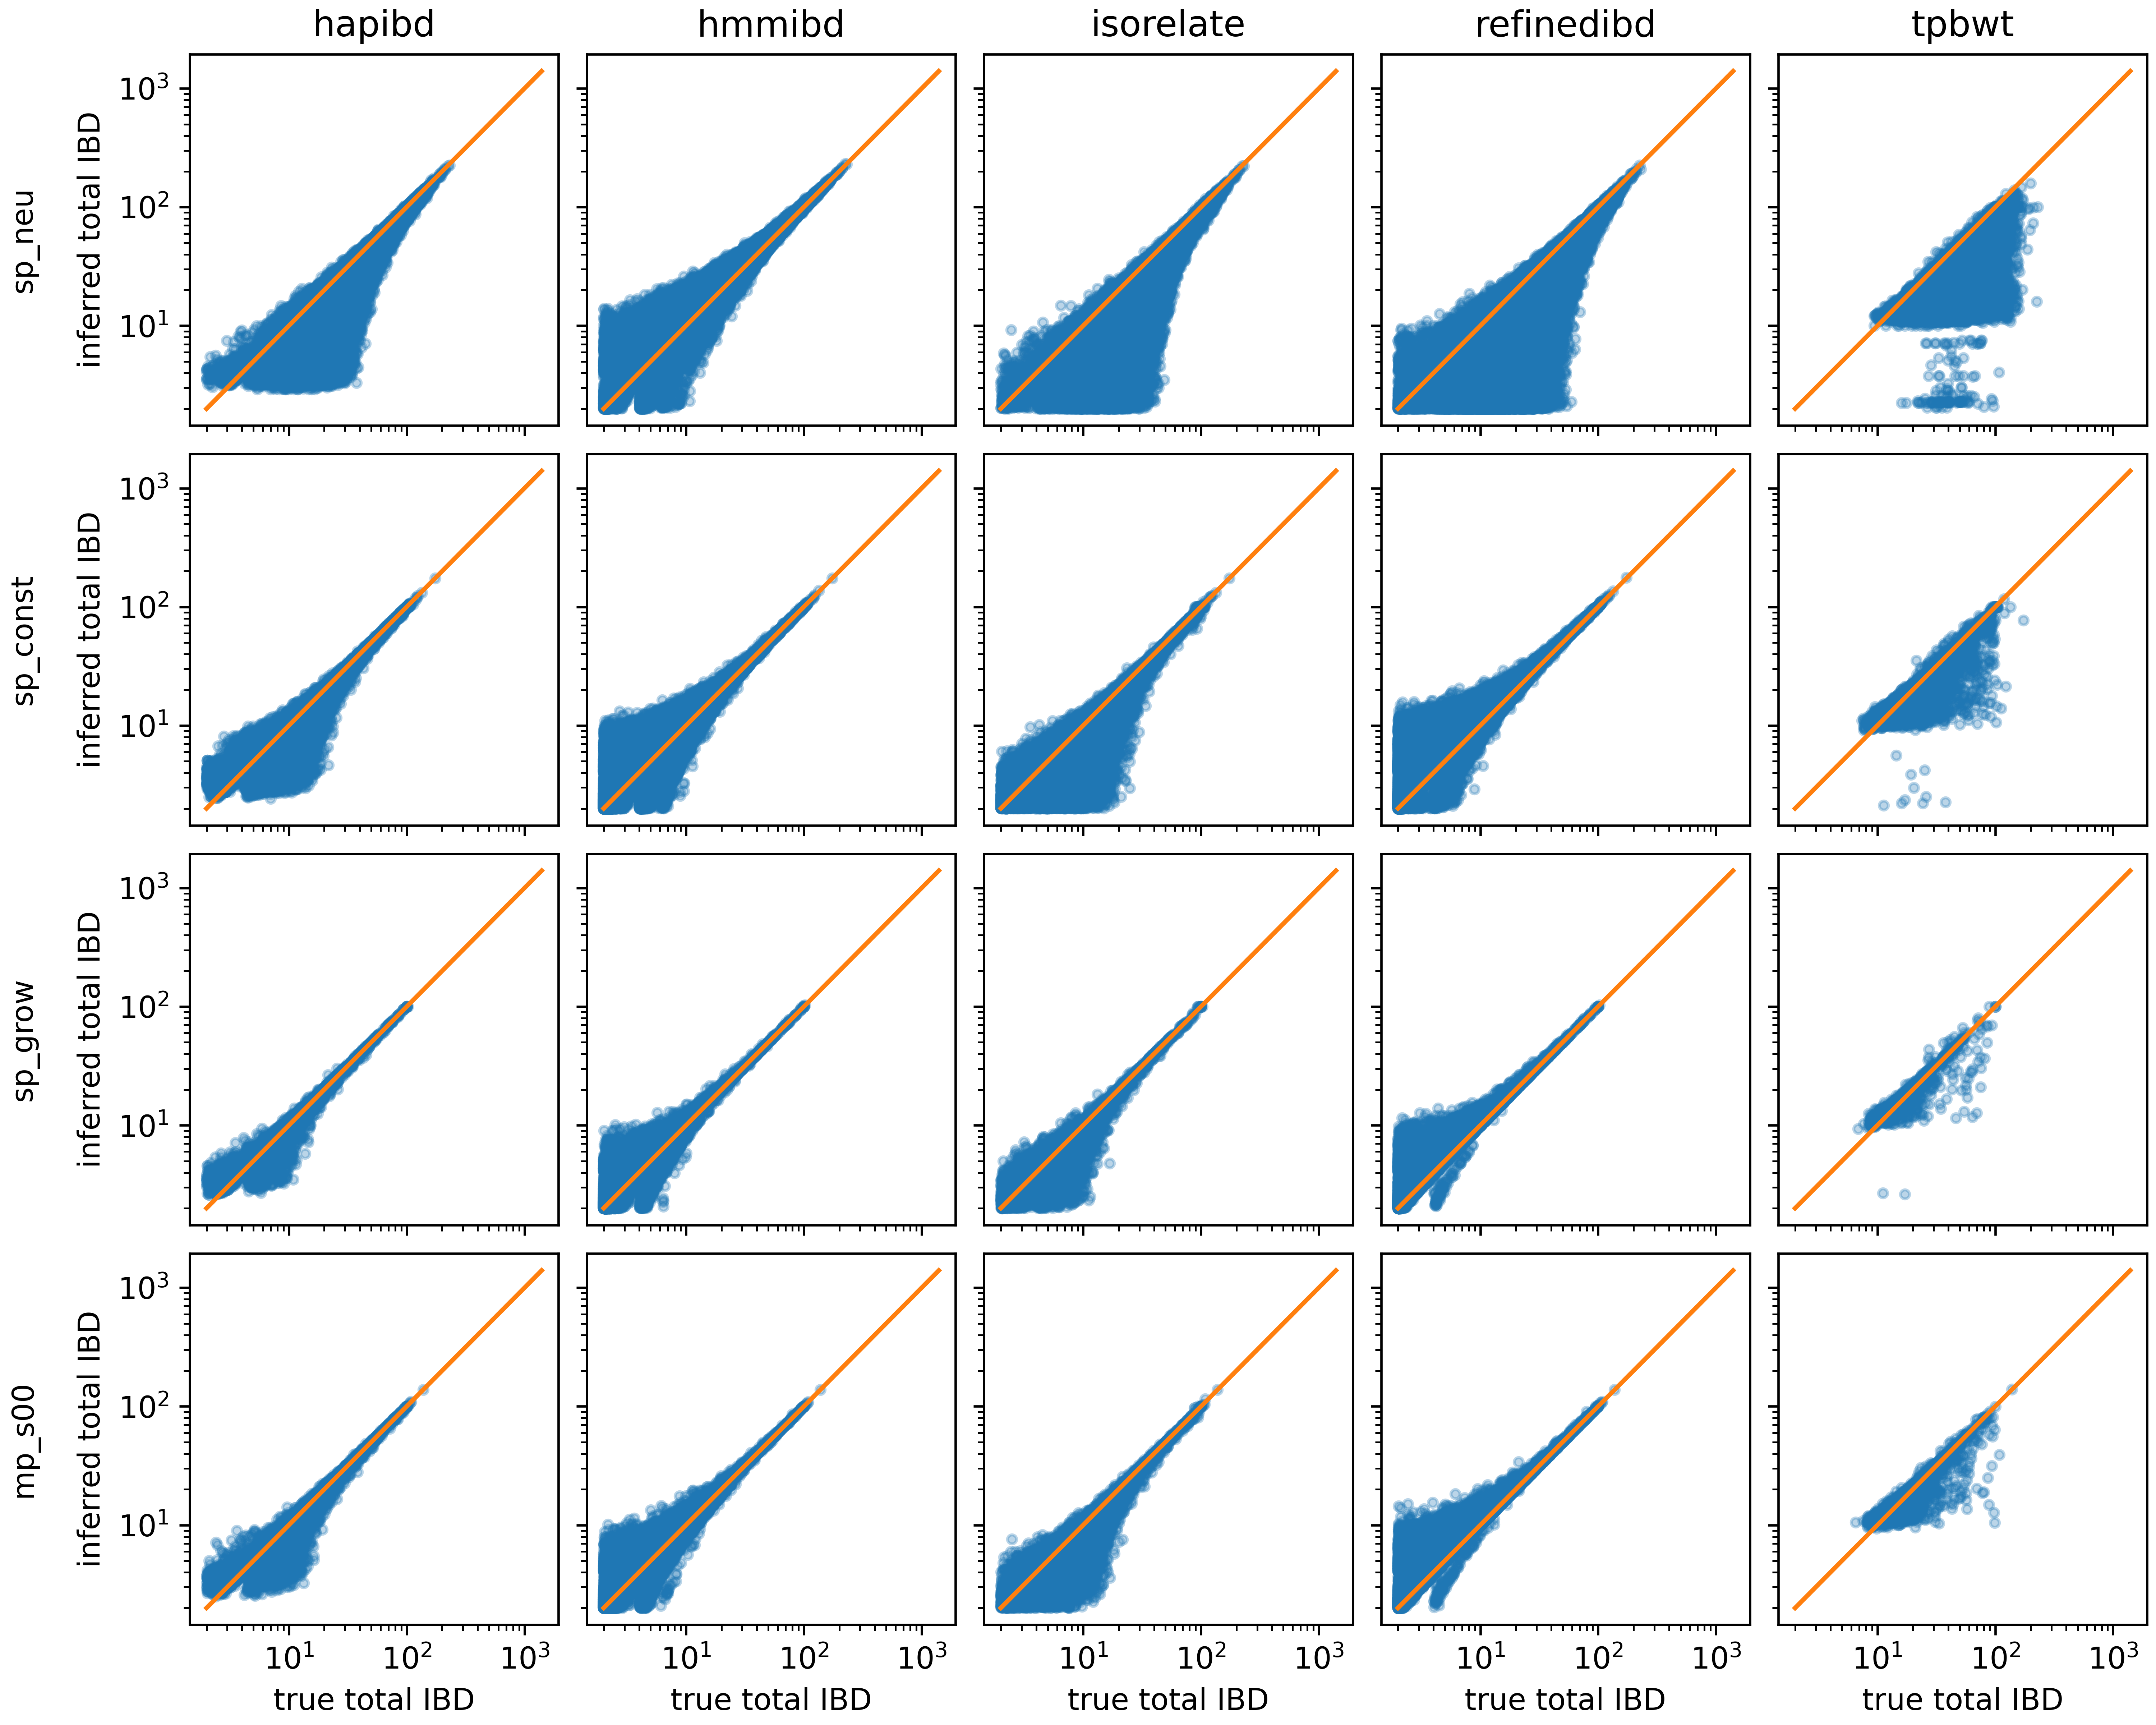 hapibd hmmibd isorelate refinedibd tpbwt
sp_neu
inferred total IBD
10³
10²
10¹
sp_const
inferred total IBD
10³
10²
10¹
sp_grow
inferred total IBD
10³
10²
10¹
mp_s00
inferred total IBD
10³
10²
10¹
10¹ 10² 10³ 10¹ 10² 10³ 10¹ 10² 10³ 10¹ 10² 10³ 10¹ 10² 10³
true total IBD true total IBD true total IBD true total IBD true total IBD